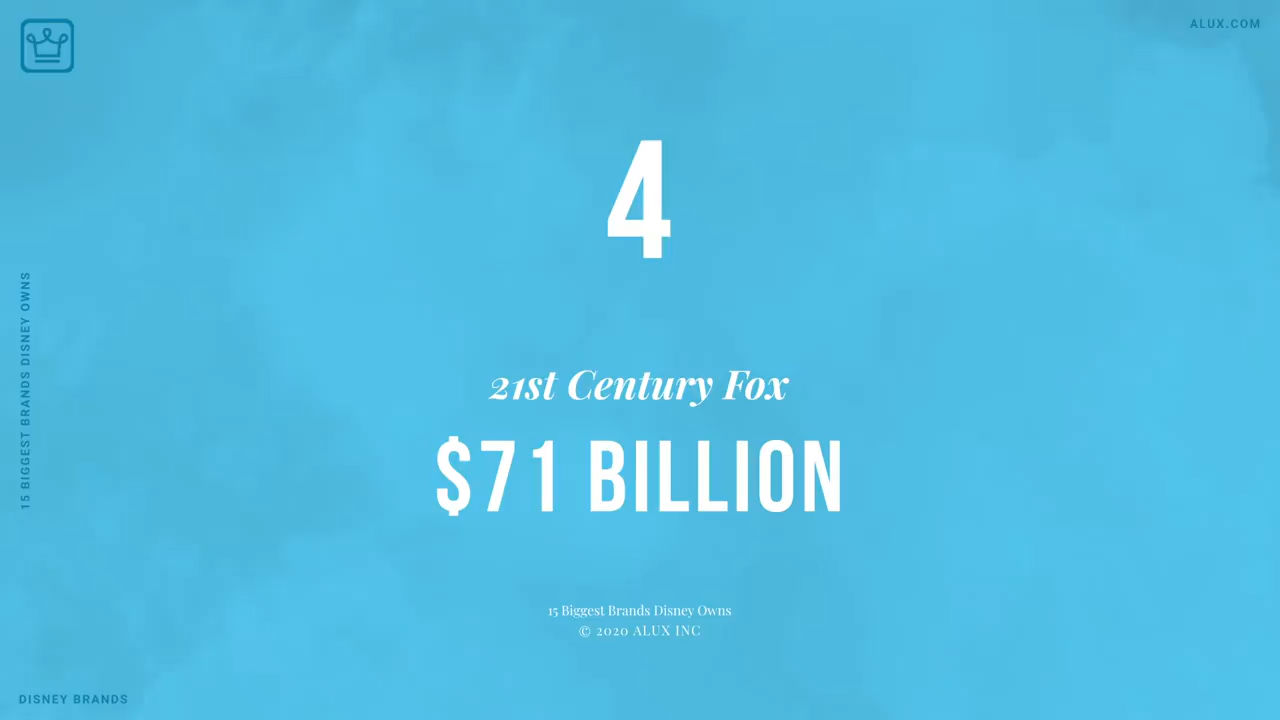 ALUX.COM
4
15 BIGGEST BRANDS DISNEY OWNS
21st Century Fox
$71 BILLION
15 Biggest Brands Disney Owns
© 2020 ALUX INC
DISNEY BRANDS